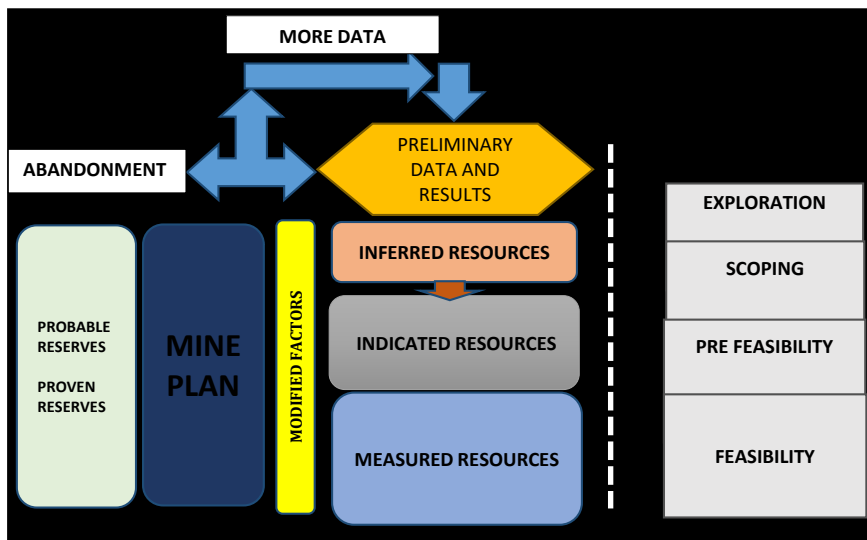 MORE DATA
ABANDONMENT
PRELIMINARY
DATA AND
RESULTS
PROBABLE
RESERVES
PROVEN
RESERVES
MINE
PLAN
MODIFIED FACTORS
INFERRED RESOURCES
INDICATED RESOURCES
MEASURED RESOURCES
EXPLORATION
SCOPING
PRE FEASIBILITY
FEASIBILITY